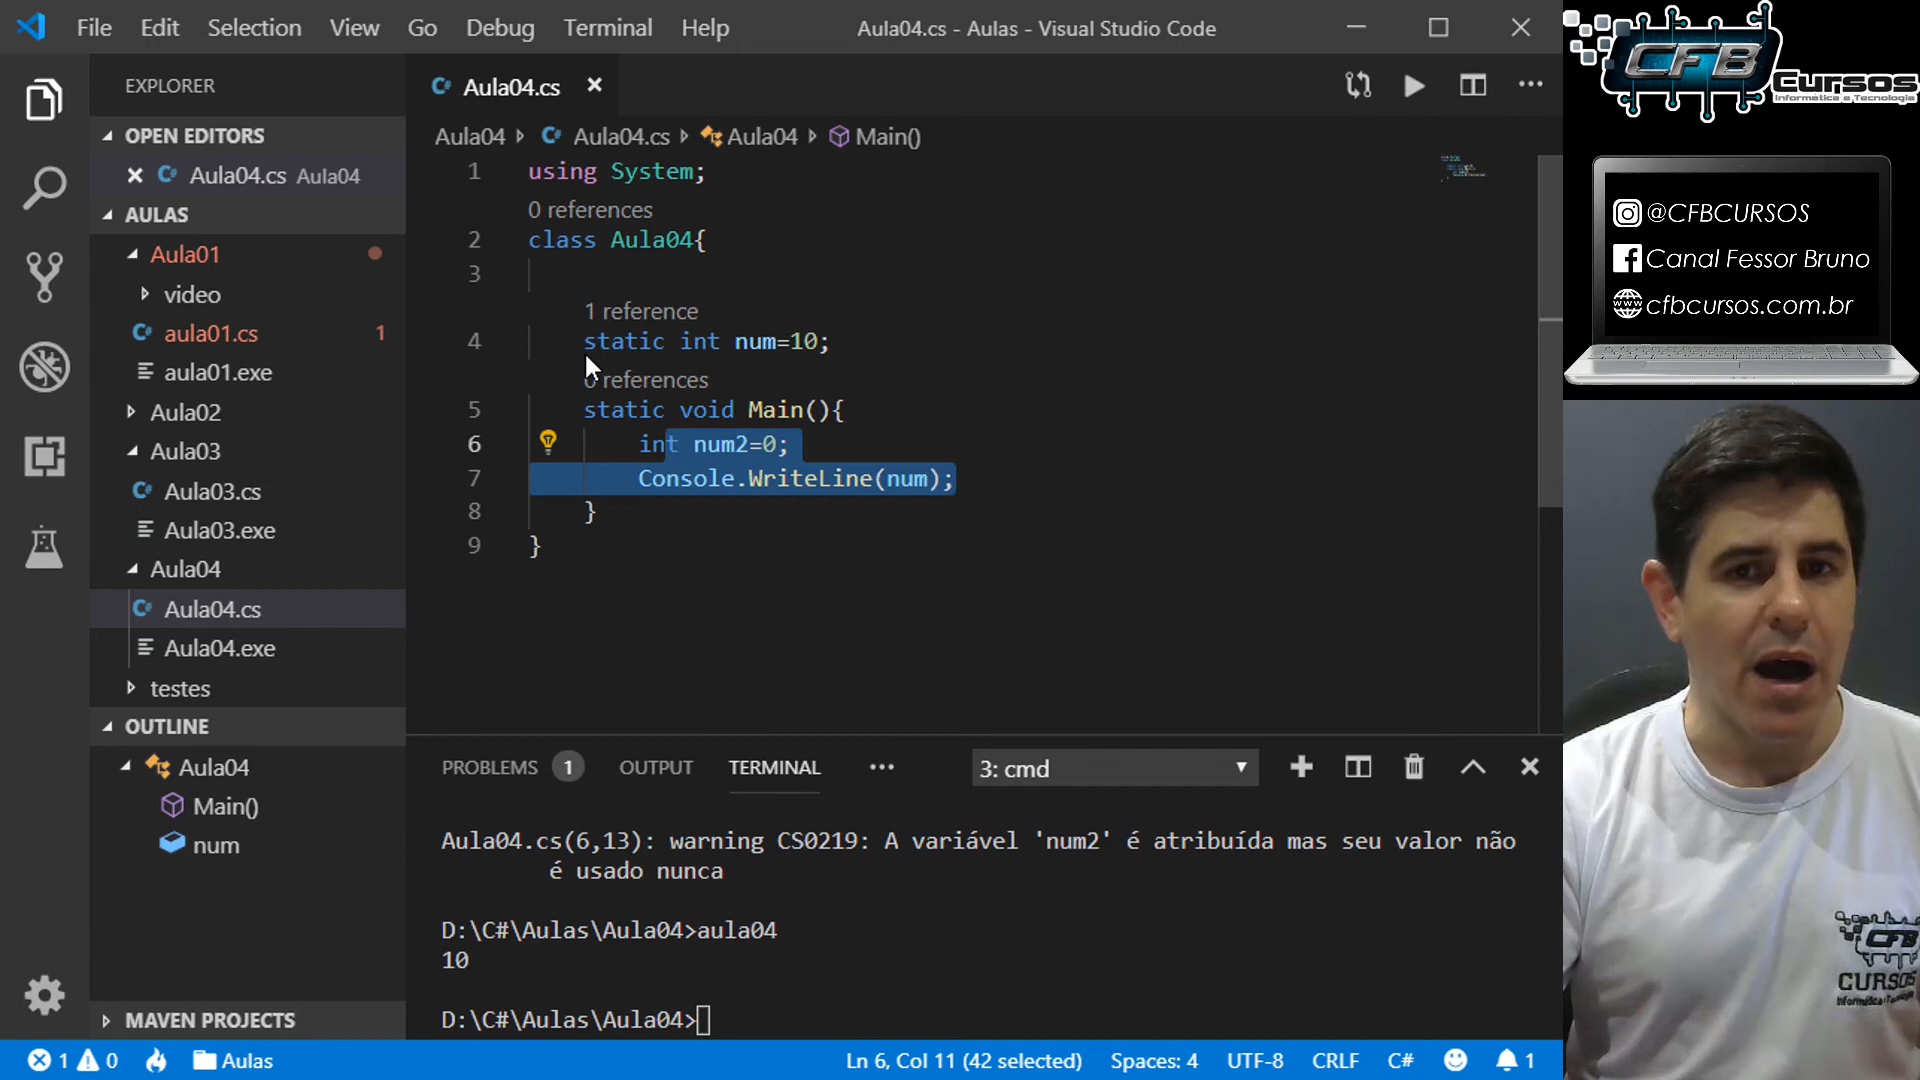 File Edit Selection View Go Debug Terminal Help
Aula04.cs - Aulas - Visual Studio Code
EXPLORER
OPEN EDITORS
Aula04.cs Aula04
AULAS
Aula01
video
aula01.cs 1
aula01.exe
Aula02
Aula03
Aula03.cs
Aula03.exe
Aula04
Aula04.cs
Aula04.exe
testes
OUTLINE
Aula04
Main()
num
MAVEN PROJECTS
Aula04.cs
Aula04 Aula04.cs Aula04 Main()
1 using System;
0 references
2 class Aula04{
3
1 reference
4 static int num=10;
0 references
5 static void Main(){
6 int num2=0;
7 Console.WriteLine(num);
8 }
9 }
PROBLEMS 1 OUTPUT TERMINAL 3: cmd
Aula04.cs(6,13): warning CS0219: A variável 'num2' é atribuída mas seu valor não
é usado nunca
D:\C#\Aulas\Aula04>aula04
10
D:\C#\Aulas\Aula04>
1 0 Aulas Ln 6, Col 11 (42 selected) Spaces: 4 UTF-8 CRLF C# 1
CFB
Cursos
Informática e Tecnologia
@CFBCURSOS
Canal Fessor Bruno
cfbcursos.com.br
CFB
CURSOS